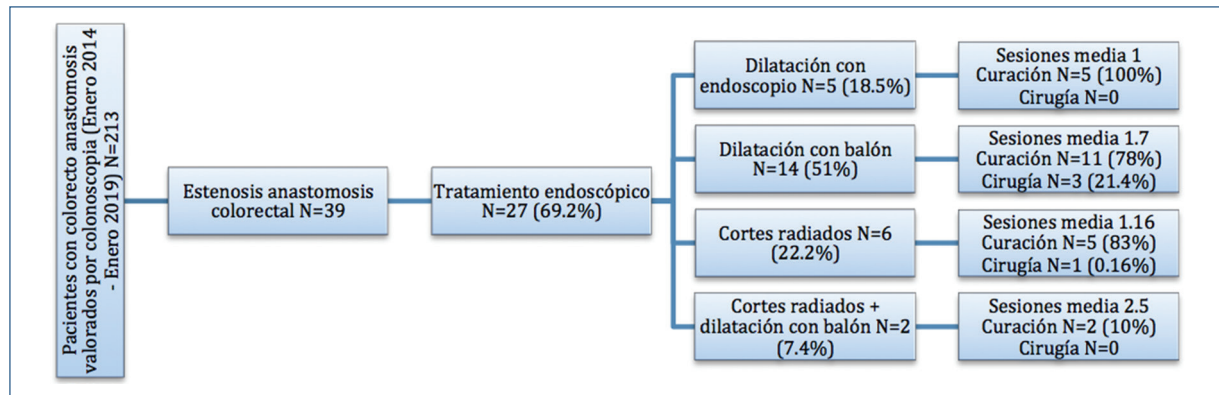 Pacientes con colorecto anastomosis
valorados por colonoscopia (Enero 2014
- Enero 2019) N=213
Estenosis anastomosis
colorectal N=39
Tratamiento endoscópico
N=27 (69.2%)
Dilatación con
endoscopio N=5 (18.5%)
Sesiones media 1
Curación N=5 (100%)
Cirugía N=0
Dilatación con balón
N=14 (51%)
Sesiones media 1.7
Curación N=11 (78%)
Cirugía N=3 (21.4%)
Cortes radiados N=6
(22.2%)
Sesiones media 1.16
Curación N=5 (83%)
Cirugía N=1 (0.16%)
Cortes radiados +
dilatación con balón N=2
(7.4%)
Sesiones media 2.5
Curación N=2 (10%)
Cirugía N=0